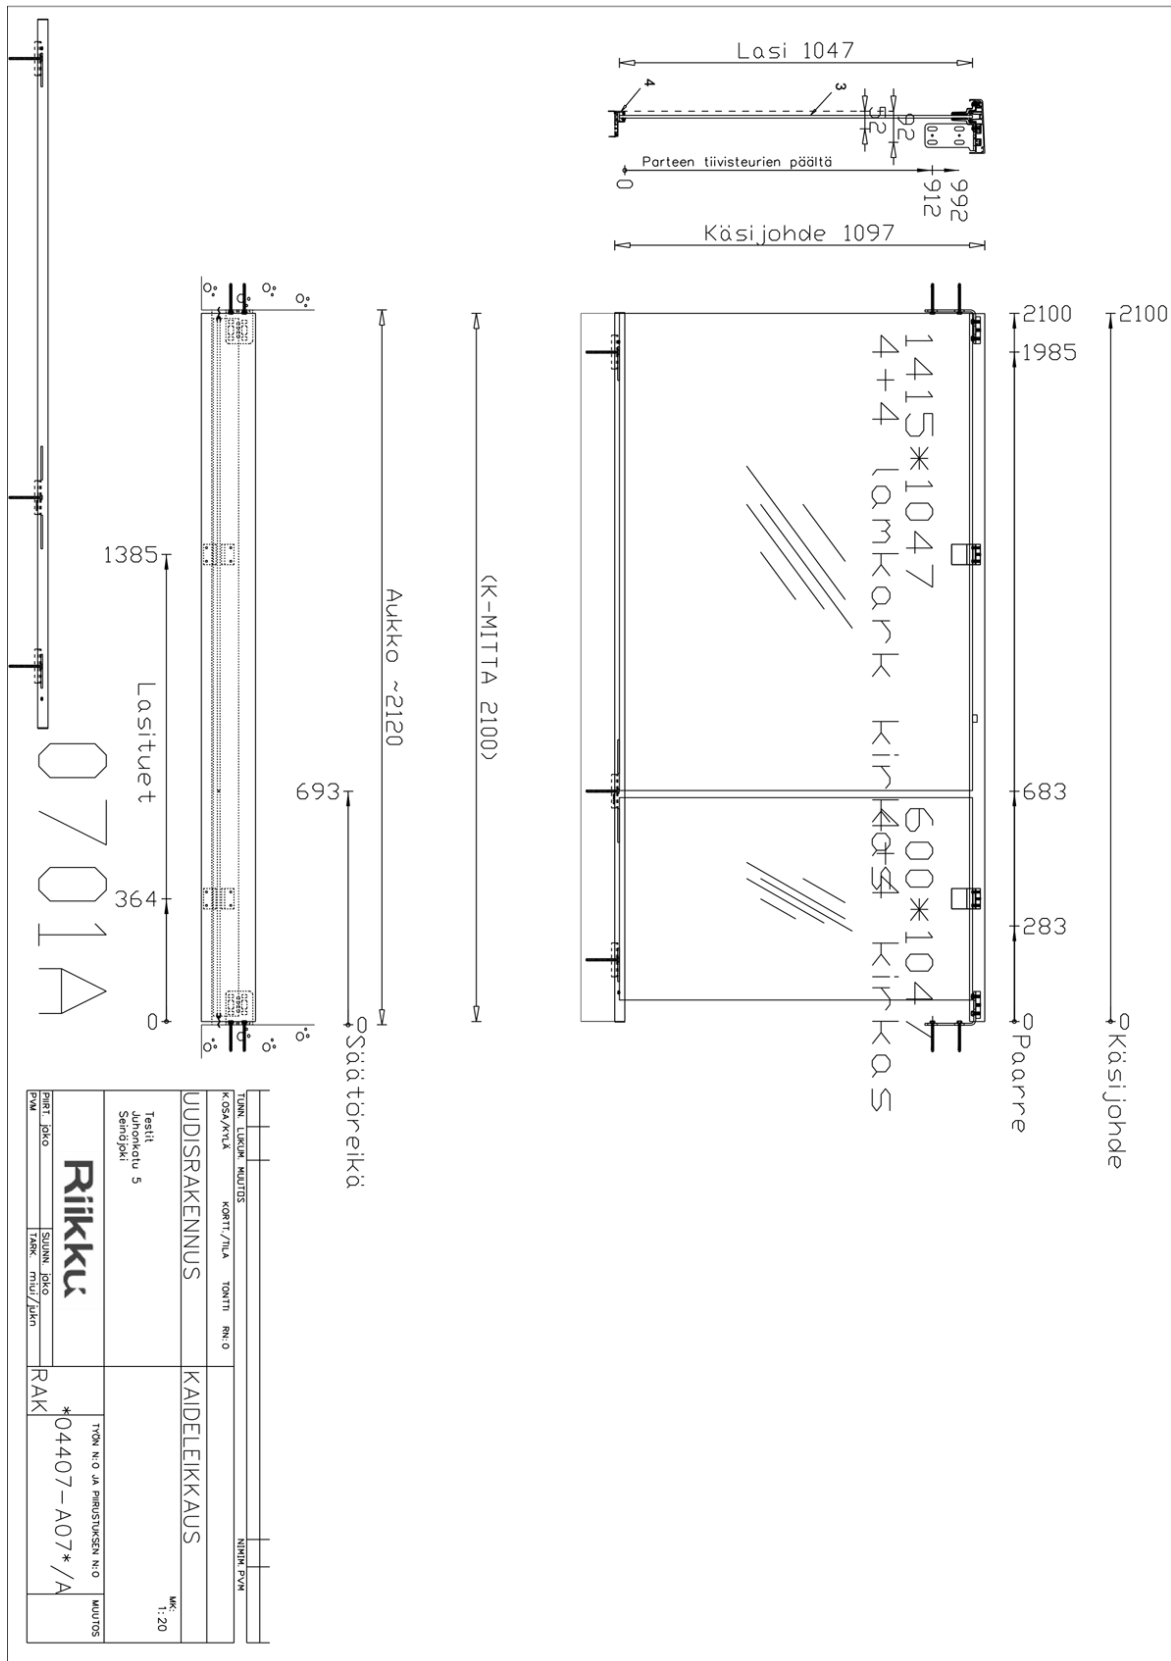 Lasi 1047
4
3
52
92
Parteen tiivisteurien päältä
0
912
992
Käsijohde 1097
2100
1985
683
283
0
Paarre
2100
0
Käsijohde
1415*1047
4+4 lamkark kirkas
600*1047
4+4 kirkas
(K-MITTA 2100)
Aukko ~2120
693
0
Säätöreikä
1385
364
0
Lasituet
0701A
TUNN. LUKUM. MUUTOS
NIMIM. PVM
K.OSA/KYLÄ
KORTT./TILA
TONTTI
RN:O
UUDISRAKENNUS
KAIDELEIKKAUS
Testit
Juhonkatu 5
Seinäjoki
MK:
1:20
Riikku
TYÖN N:O JA PIIRUSTUKSEN N:O
MUUTOS
*04407-A07*/A
RAK
PIIRT. jako
SUUNN. jako
PVM
TARK. miui/jukn